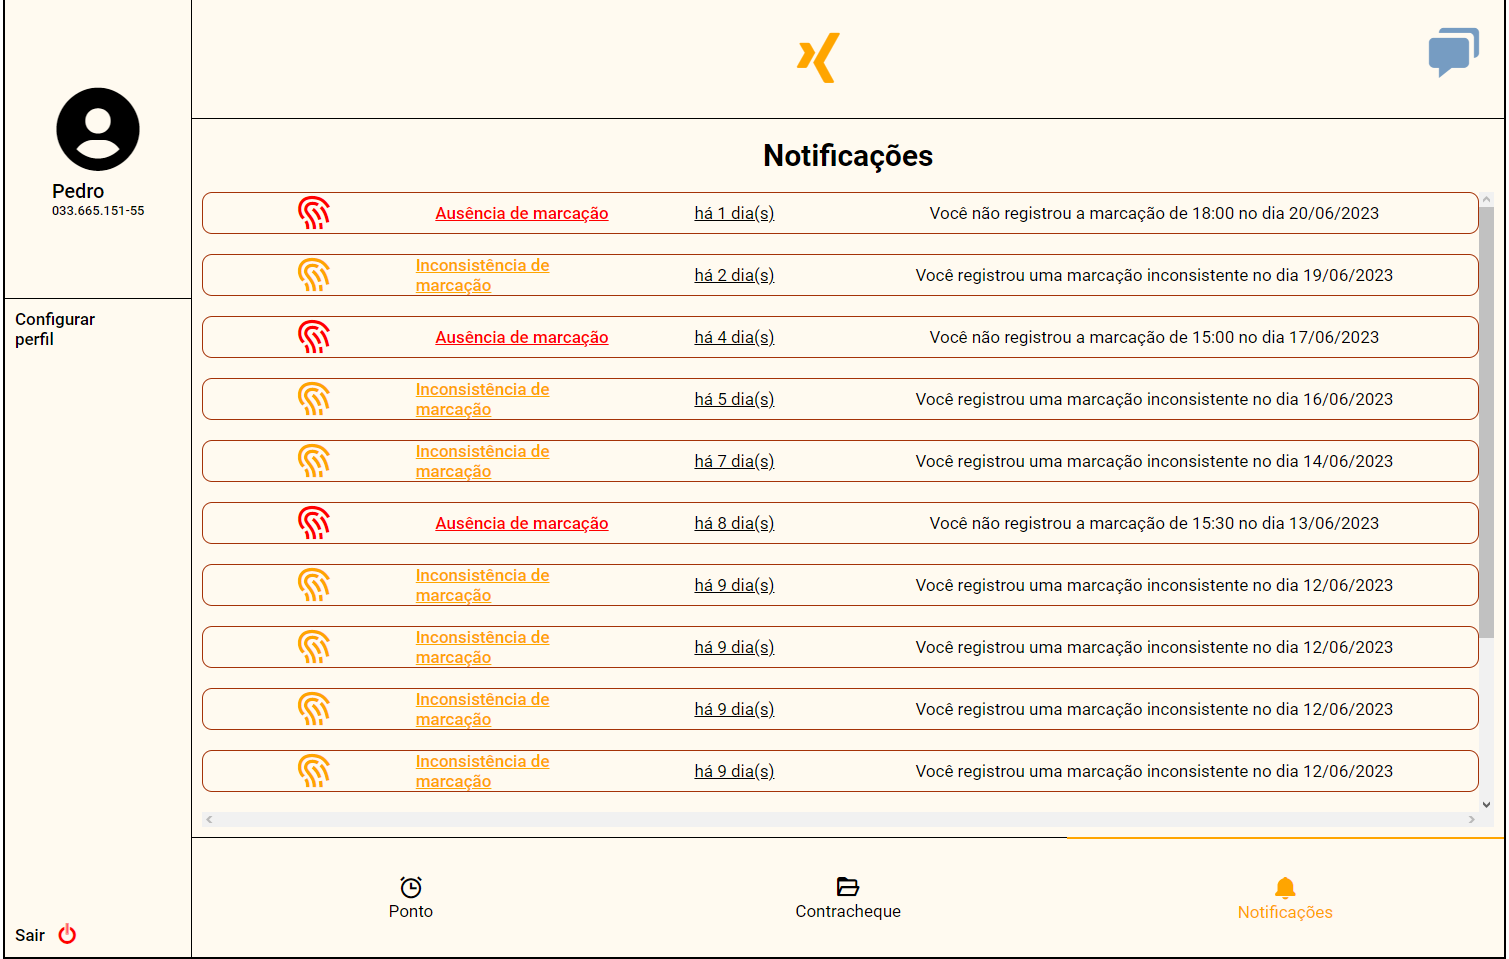 Pedro
033.665.151-55
Configurar
perfil
Sair
Notificações
Ausência de marcação há 1 dia(s) Você não registrou a marcação de 18:00 no dia 20/06/2023
Inconsistência de
marcação há 2 dia(s) Você registrou uma marcação inconsistente no dia 19/06/2023
Ausência de marcação há 4 dia(s) Você não registrou a marcação de 15:00 no dia 17/06/2023
Inconsistência de
marcação há 5 dia(s) Você registrou uma marcação inconsistente no dia 16/06/2023
Inconsistência de
marcação há 7 dia(s) Você registrou uma marcação inconsistente no dia 14/06/2023
Ausência de marcação há 8 dia(s) Você não registrou a marcação de 15:30 no dia 13/06/2023
Inconsistência de
marcação há 9 dia(s) Você registrou uma marcação inconsistente no dia 12/06/2023
Inconsistência de
marcação há 9 dia(s) Você registrou uma marcação inconsistente no dia 12/06/2023
Inconsistência de
marcação há 9 dia(s) Você registrou uma marcação inconsistente no dia 12/06/2023
Inconsistência de
marcação há 9 dia(s) Você registrou uma marcação inconsistente no dia 12/06/2023
Ponto
Contracheque
Notificações